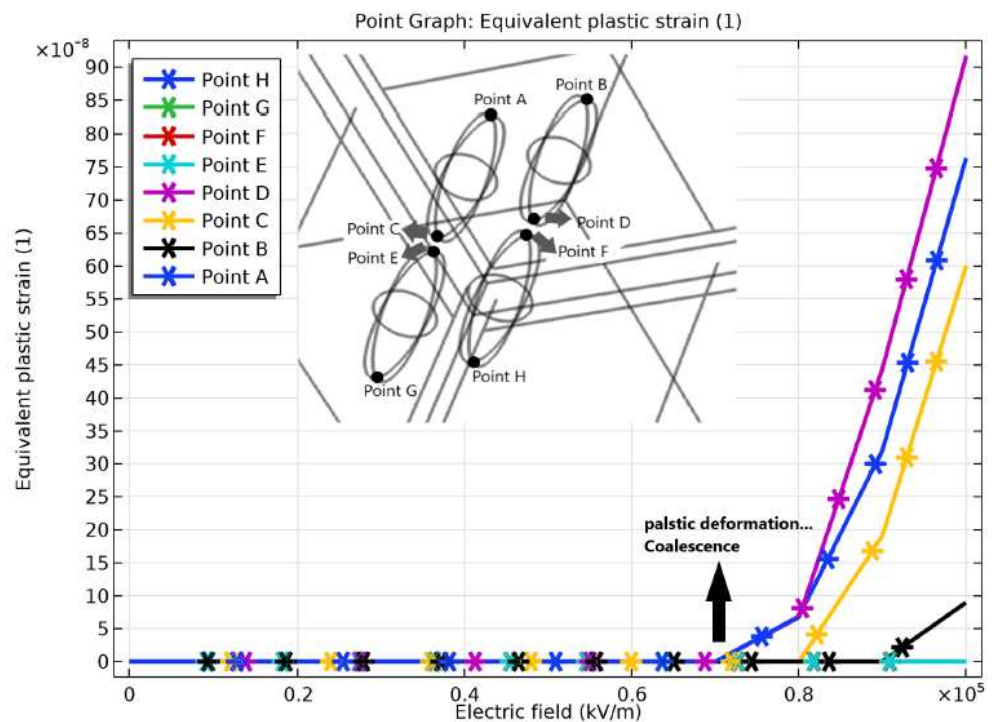 Point Graph: Equivalent plastic strain (1)
×10⁻⁸
90
85
80
75
70
65
60
55
50
45
40
35
30
25
20
15
10
5
0
Equivalent plastic strain (1)
Point H
Point G
Point F
Point E
Point D
Point C
Point B
Point A
Point A
Point B
Point C
Point D
Point E
Point F
Point G
Point H
palstic deformation...
Coalescence
0 0.2 0.4 0.6 0.8 ×10⁵
Electric field (kV/m)